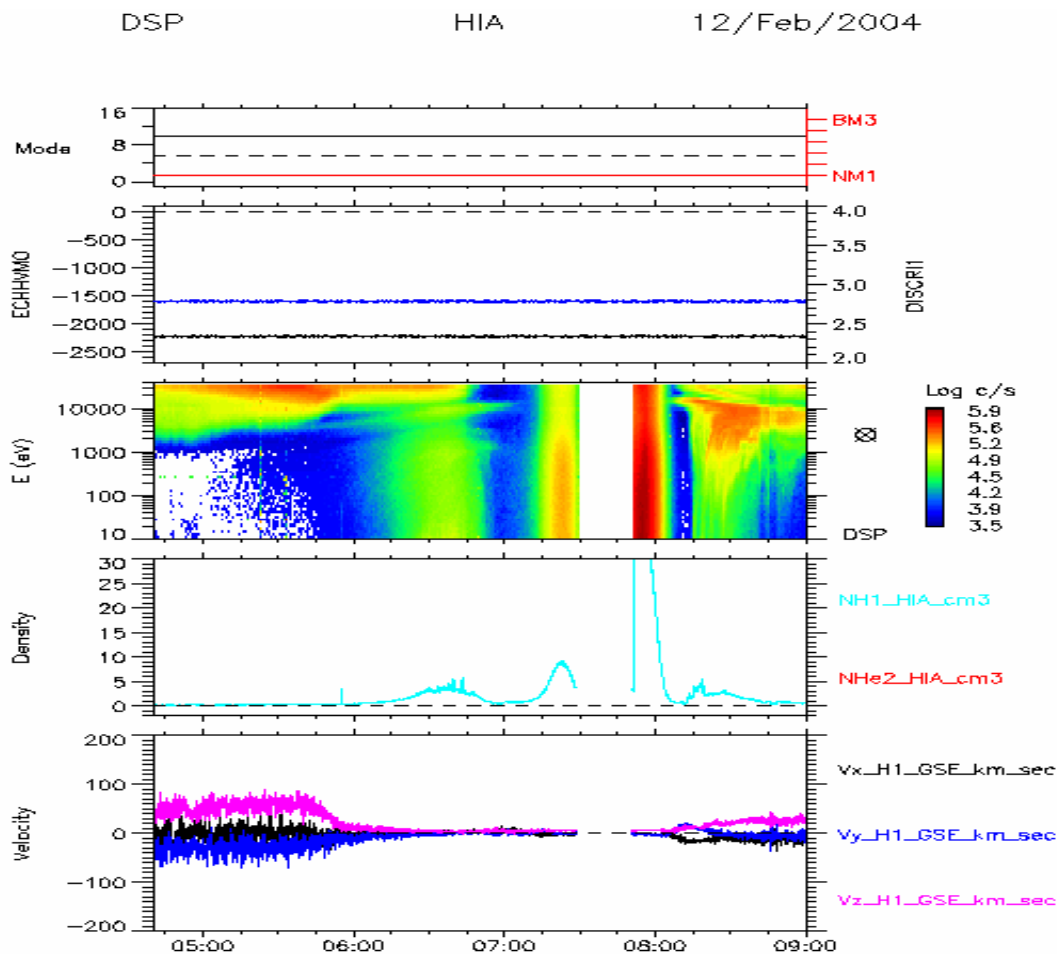 DSP HIA 12/Feb/2004
Mode
16
8
0
BM3
NM1
ECHHVMO
0
-500
-1000
-1500
-2000
-2500
4.0
3.5
3.0
2.5
2.0
DISCRI1
E (eV)
10000
1000
100
10
DSP
Log c/s
5.9
5.6
5.2
4.9
4.5
4.2
3.9
3.5
Density
30
25
20
15
10
5
0
NH1_HIA_cm3
NHe2_HIA_cm3
Velocity
200
100
0
-100
-200
Vx_H1_GSE_km_sec
Vy_H1_GSE_km_sec
Vz_H1_GSE_km_sec
05:00 06:00 07:00 08:00 09:00